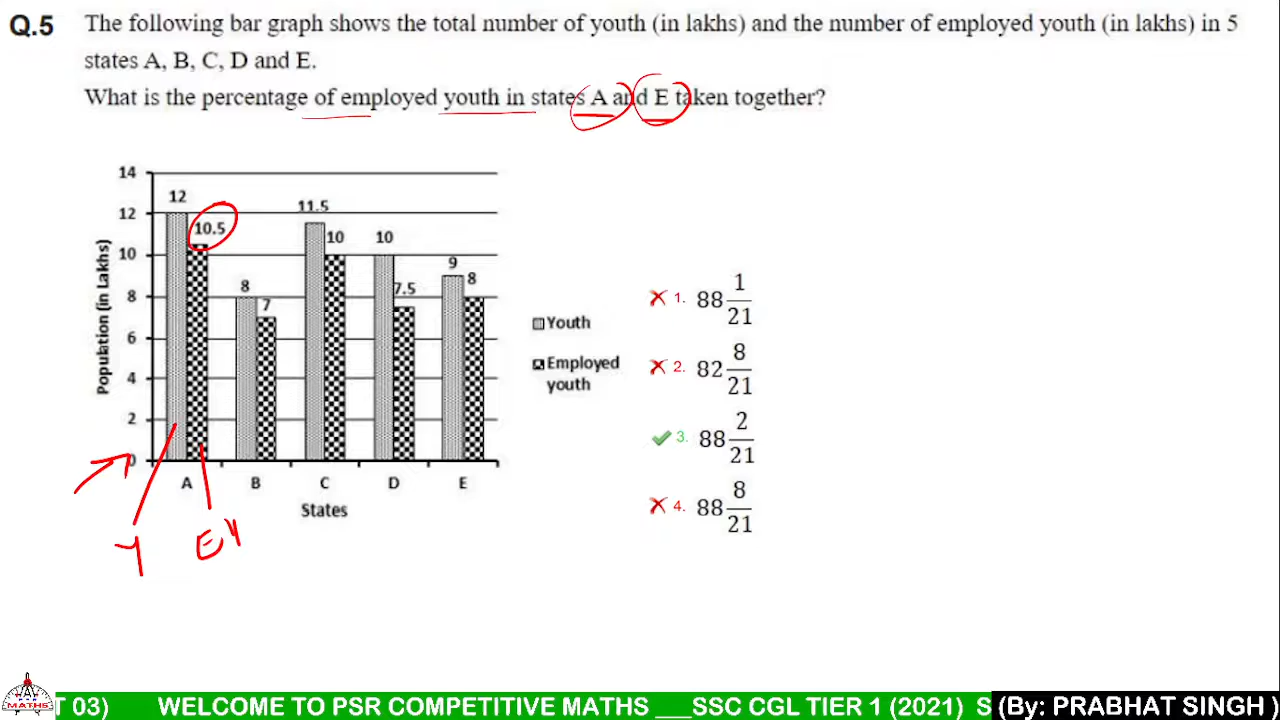 Q.5 The following bar graph shows the total number of youth (in lakhs) and the number of employed youth (in lakhs) in 5
states A, B, C, D and E.
What is the percentage of employed youth in states A and E taken together?
14
12
10
8
6
4
2
0
Population (in Lakhs)
12
10.5
8
7
11.5
10
10
7.5
9
8
A B C D E
States
Youth
Employed
youth
1. 88 1/21
2. 82 8/21
3. 88 2/21
4. 88 8/21
Y EY
MATHS
T 03) WELCOME TO PSR COMPETITIVE MATHS ___SSC CGL TIER 1 (2021) S (By: PRABHAT SINGH )